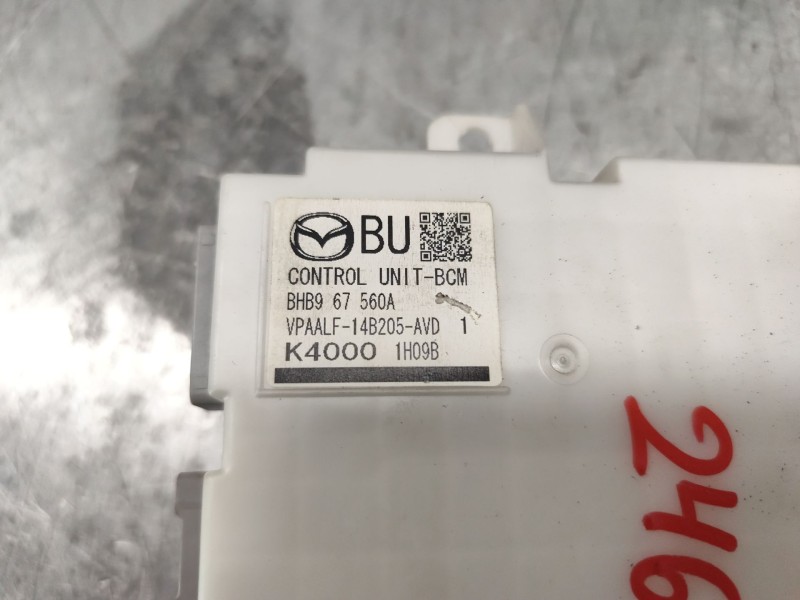 BU
CONTROL UNIT-BCM
BHB9 67 560A
VPAALF-14B205-AVD 1
K4000 1H09B
246